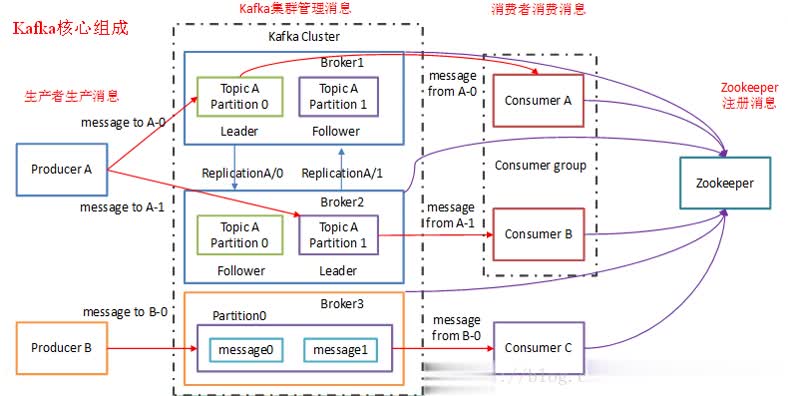 Kafka核心组成
Kafka集群管理消息
消费者消费消息
Kafka Cluster
Broker1
生产者生产消息
Topic A
Partition 0
Topic A
Partition 1
message
from A-0
Consumer A
Zookeeper
注册消息
message to A-0
Leader
Follower
Producer A
ReplicationA/0
ReplicationA/1
Consumer group
Zookeeper
message to A-1
Broker2
Topic A
Partition 0
Topic A
Partition 1
message
from A-1
Consumer B
Follower
Leader
message to B-0
Broker3
Partition0
message
from B-0
Producer B
message0
message1
Consumer C